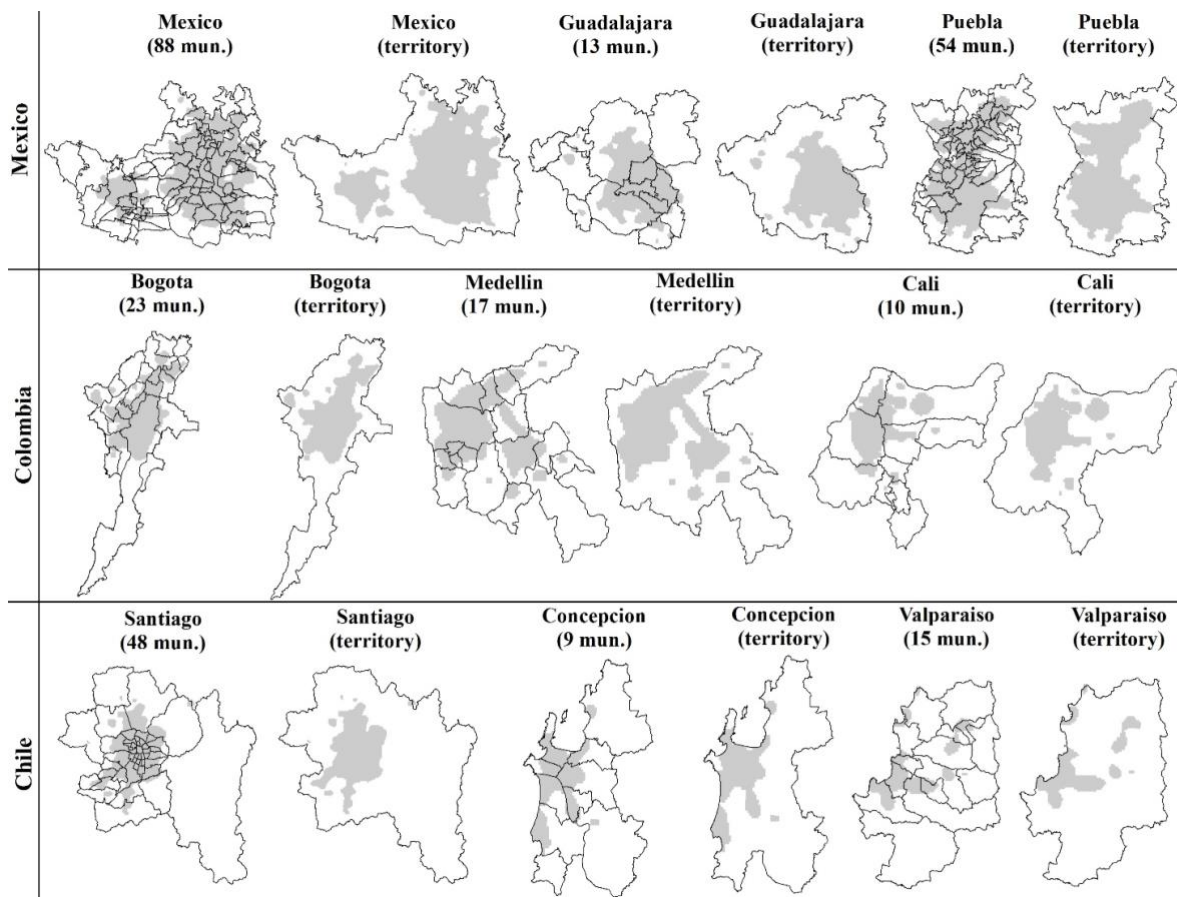 Mexico
(88 mun.)
Mexico
(territory)
Guadalajara
(13 mun.)
Guadalajara
(territory)
Puebla
(54 mun.)
Puebla
(territory)
Mexico
Bogota
(23 mun.)
Bogota
(territory)
Medellin
(17 mun.)
Medellin
(territory)
Cali
(10 mun.)
Cali
(territory)
Colombia
Santiago
(48 mun.)
Santiago
(territory)
Concepcion
(9 mun.)
Concepcion
(territory)
Valparaiso
(15 mun.)
Valparaiso
(territory)
Chile